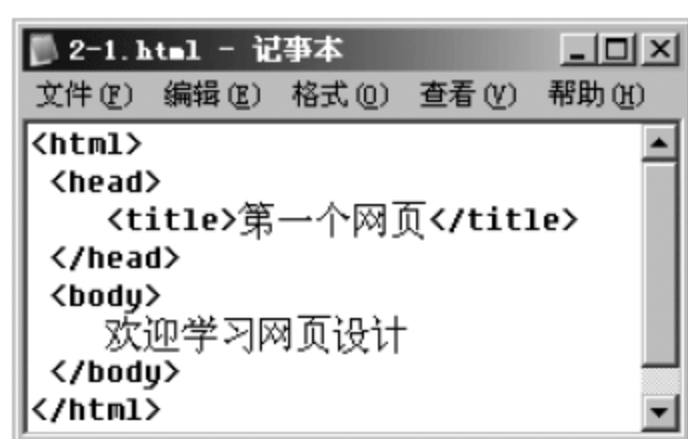 2-1.html - 记事本
文件(F) 编辑(E) 格式(O) 查看(V) 帮助(H)
<html>
<head>
<title>第一个网页</title>
</head>
<body>
欢迎学习网页设计
</body>
</html>